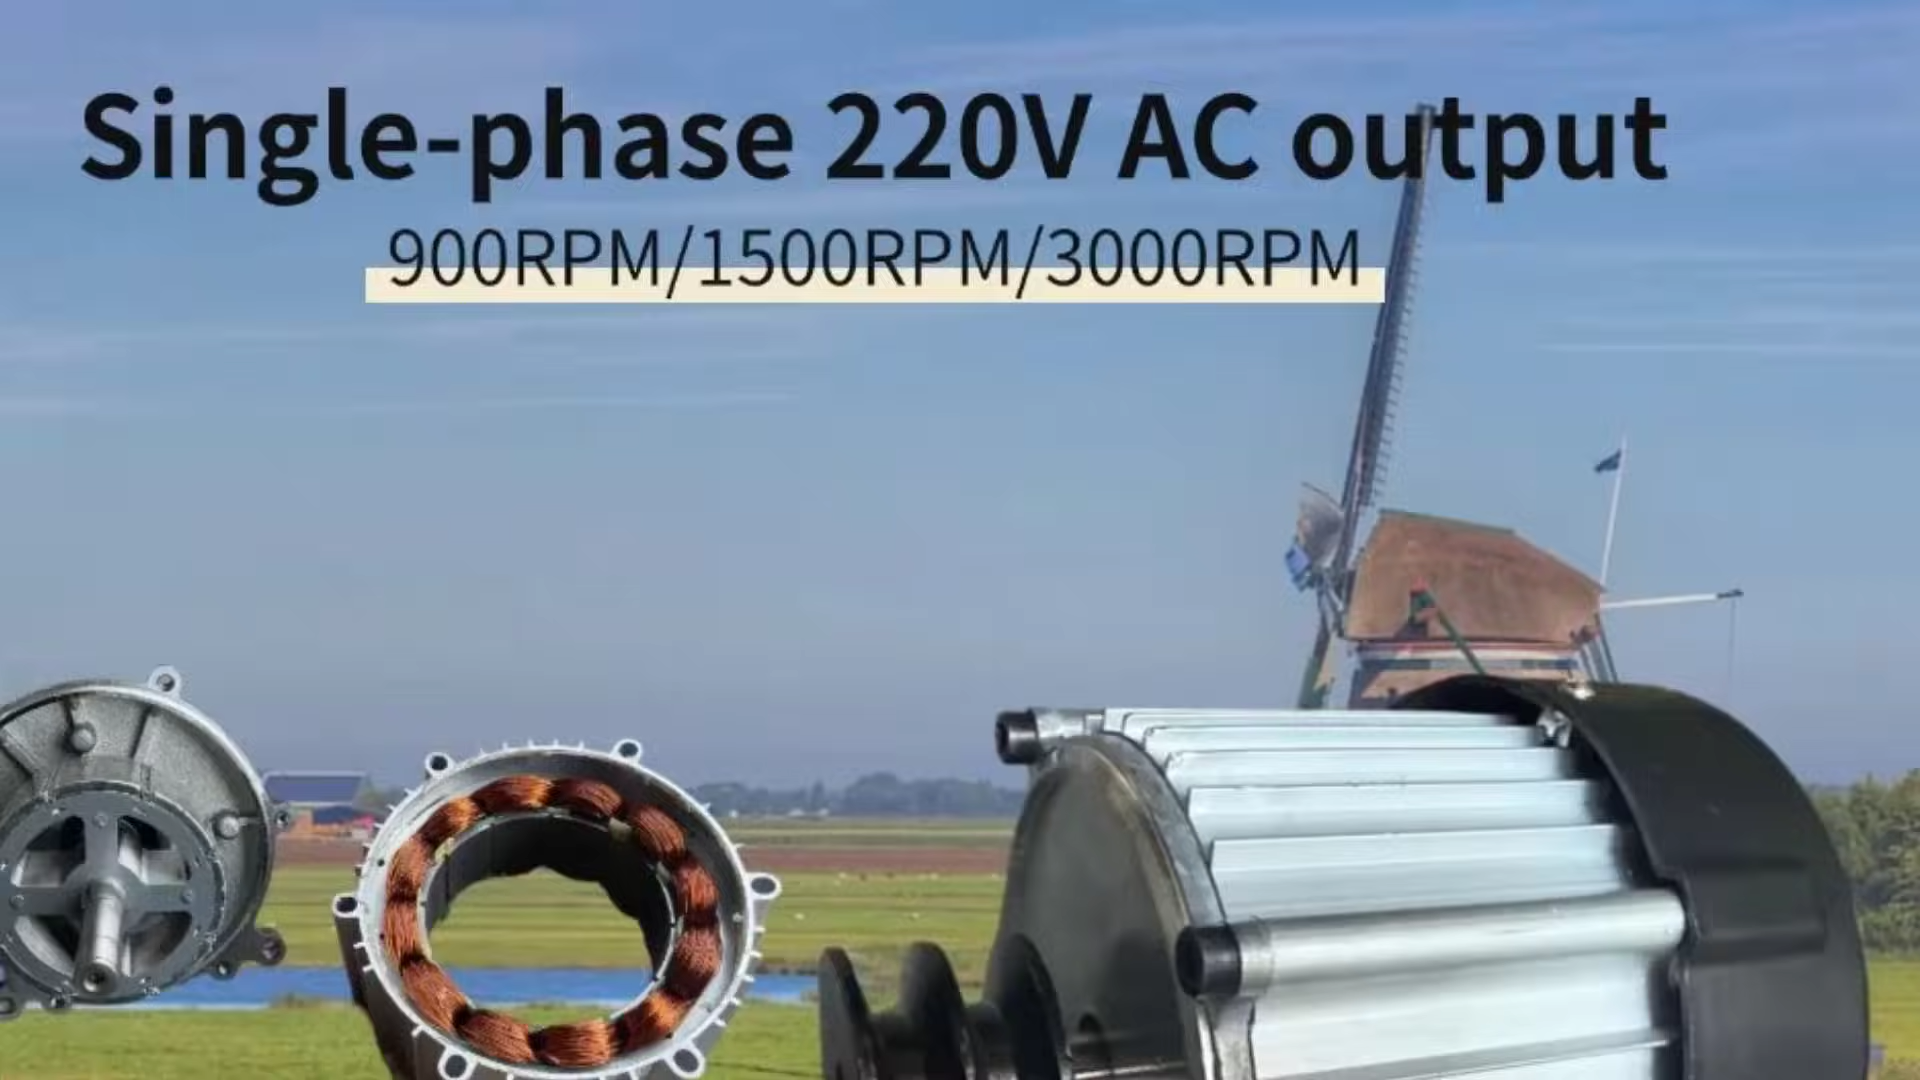 Single-phase 220V AC output
900RPM/1500RPM/3000RPM